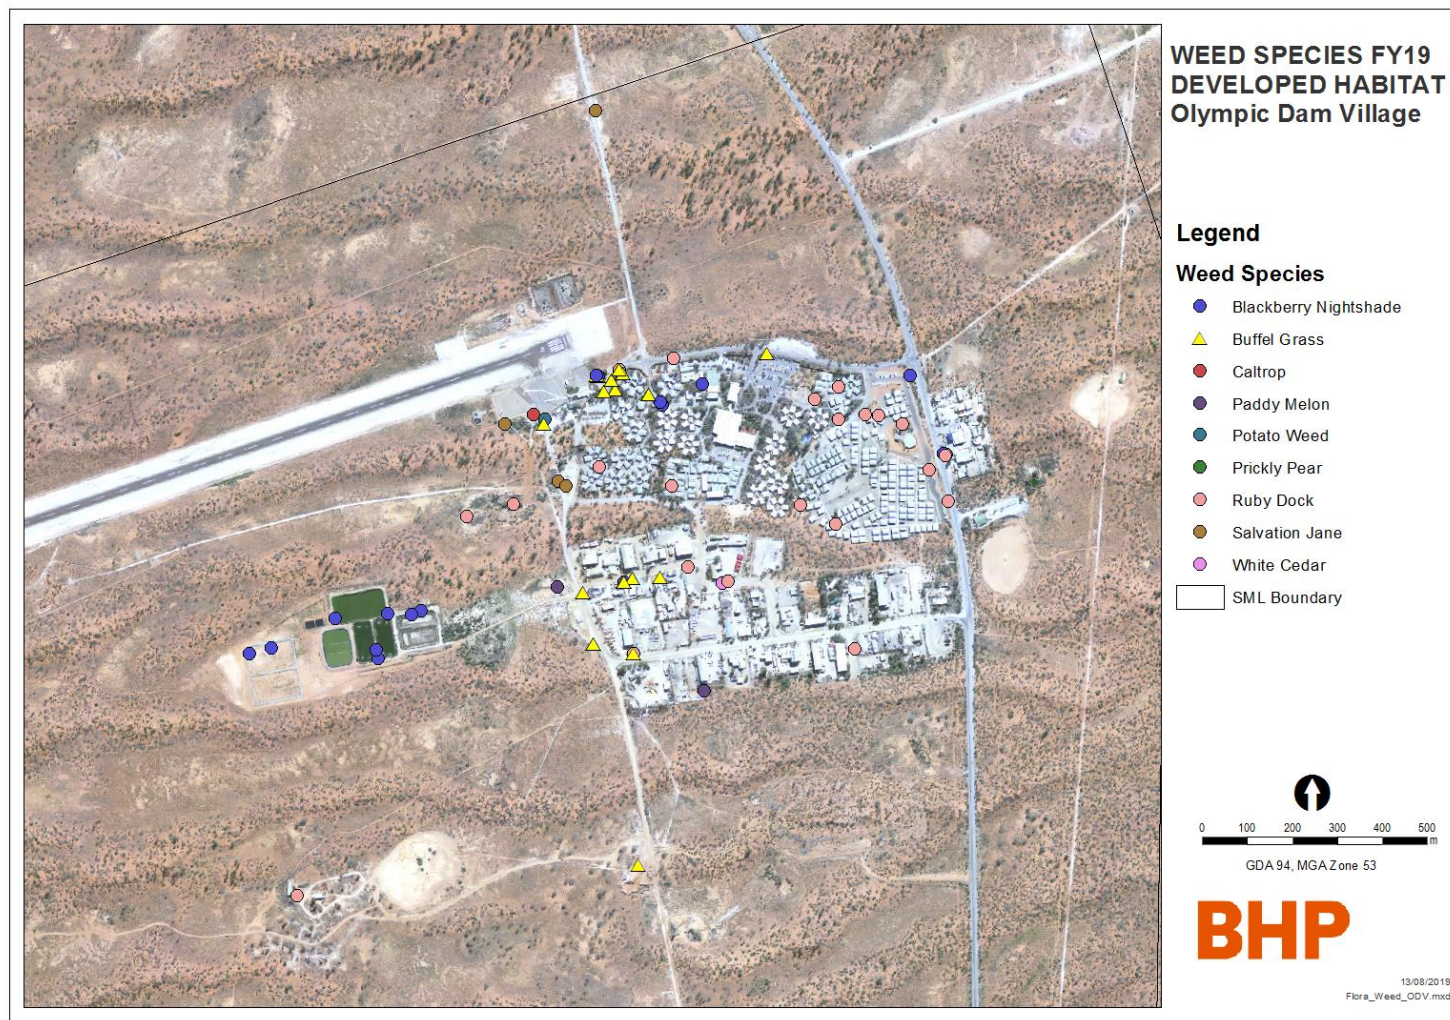 WEED SPECIES FY19
DEVELOPED HABITAT
Olympic Dam Village
Legend
Weed Species
Blackberry Nightshade
Buffel Grass
Caltrop
Paddy Melon
Potato Weed
Prickly Pear
Ruby Dock
Salvation Jane
White Cedar
SML Boundary
0 100 200 300 400 500
m
GDA 94, MGA Zone 53
BHP
13/08/2019
Flora_Weed_ODV.mxd